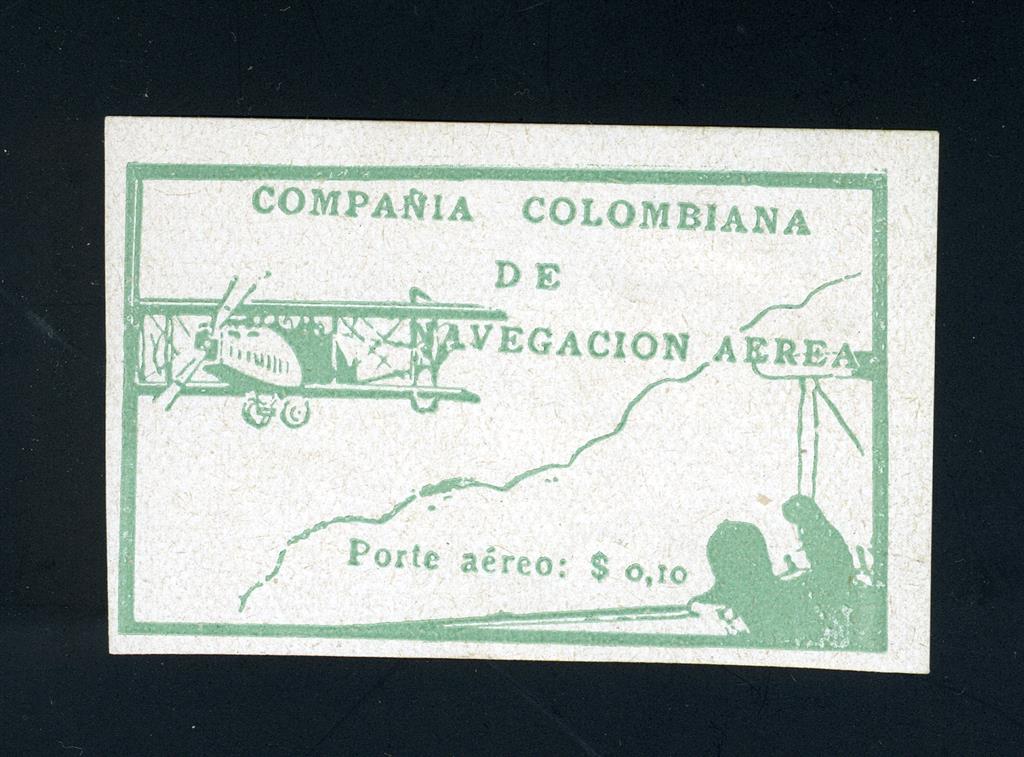 COMPAÑIA COLOMBIANA
DE
NAVEGACION AEREA
Porte aéreo: $ 0,10